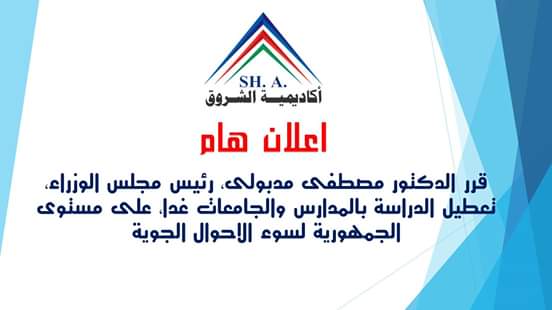 SH. A.
أكاديمية الشروق
اعلان هام
قرر الدكتور مصطفى مدبولى، رئيس مجلس الوزراء،
تعطيل الدراسة بالمدارس والجامعات غدا، على مستوى
الجمهورية لسوء الاحوال الجوية